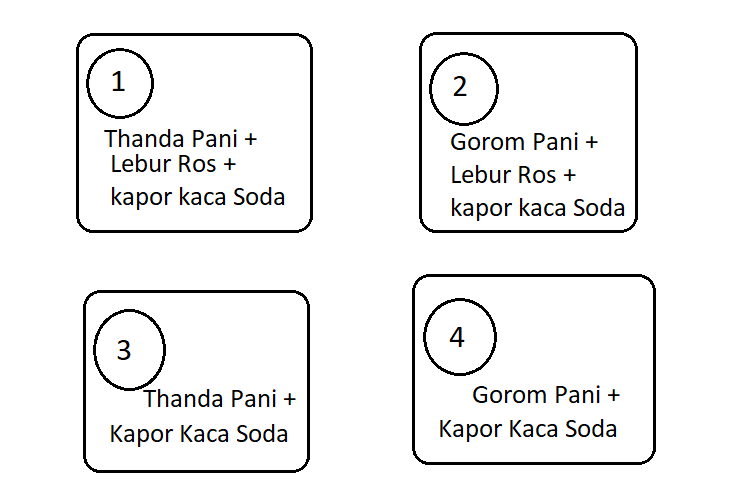 1
Thanda Pani +
Lebur Ros +
kapor kaca Soda
2
Gorom Pani +
Lebur Ros +
kapor kaca Soda
3
Thanda Pani +
Kapor Kaca Soda
4
Gorom Pani +
Kapor Kaca Soda